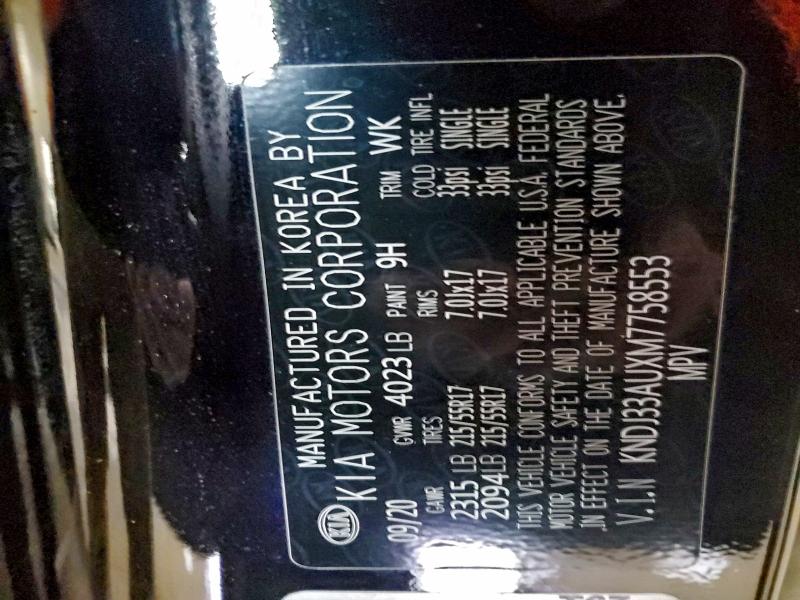 KIA
MANUFACTURED IN KOREA BY
KIA MOTORS CORPORATION
09/20 GVWR 4023 LB PAINT 9H TRIM WK
GAWR TIRES RIMS COLD TIRE INFL.
2315 LB 215/55R17 7.0Jx17 33psi SINGLE
2094 LB 215/55R17 7.0Jx17 33psi SINGLE
THIS VEHICLE CONFORMS TO ALL APPLICABLE U.S.A. FEDERAL
MOTOR VEHICLE SAFETY AND THEFT PREVENTION STANDARDS
IN EFFECT ON THE DATE OF MANUFACTURE SHOWN ABOVE.
V.I.N KNDJ33AUXM7758553
MPV